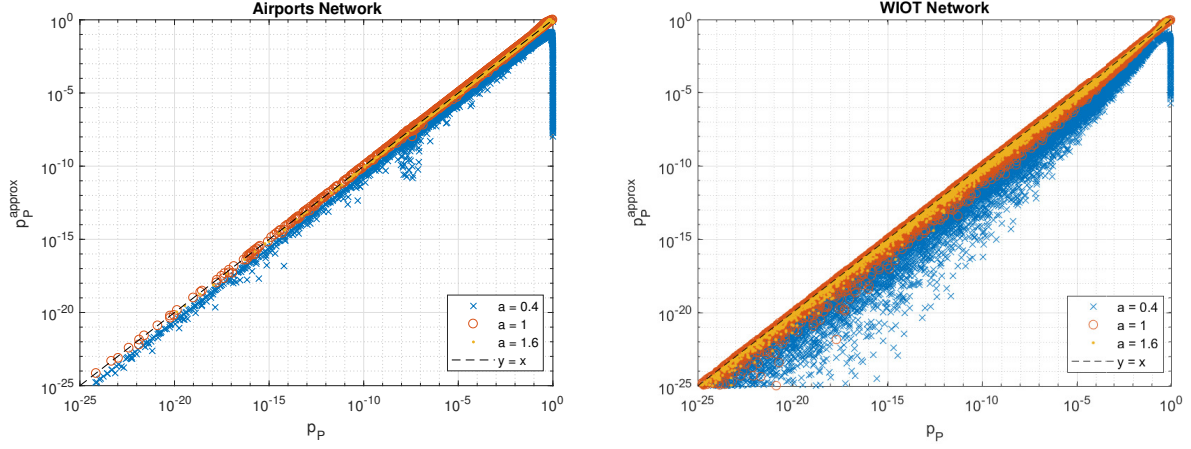 Airports Network
10^0
10^-5
10^-10
10^-15
10^-20
10^-25
p_P^approx
a = 0.4
a = 1
a = 1.6
y = x
10^-25
10^-20
10^-15
10^-10
10^-5
10^0
p_P
WIOT Network
10^0
10^-5
10^-10
10^-15
10^-20
10^-25
p_P^approx
a = 0.4
a = 1
a = 1.6
y = x
10^-25
10^-20
10^-15
10^-10
10^-5
10^0
p_P